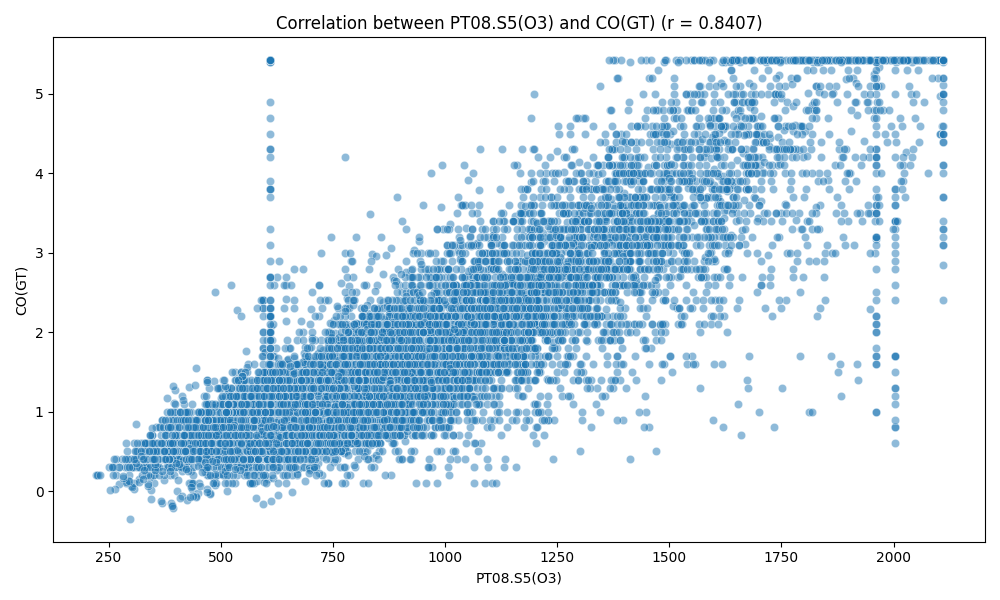 Correlation between PT08.S5(O3) and CO(GT) (r = 0.8407)
CO(GT)
5
4
3
2
1
0
250 500 750 1000 1250 1500 1750 2000
PT08.S5(O3)